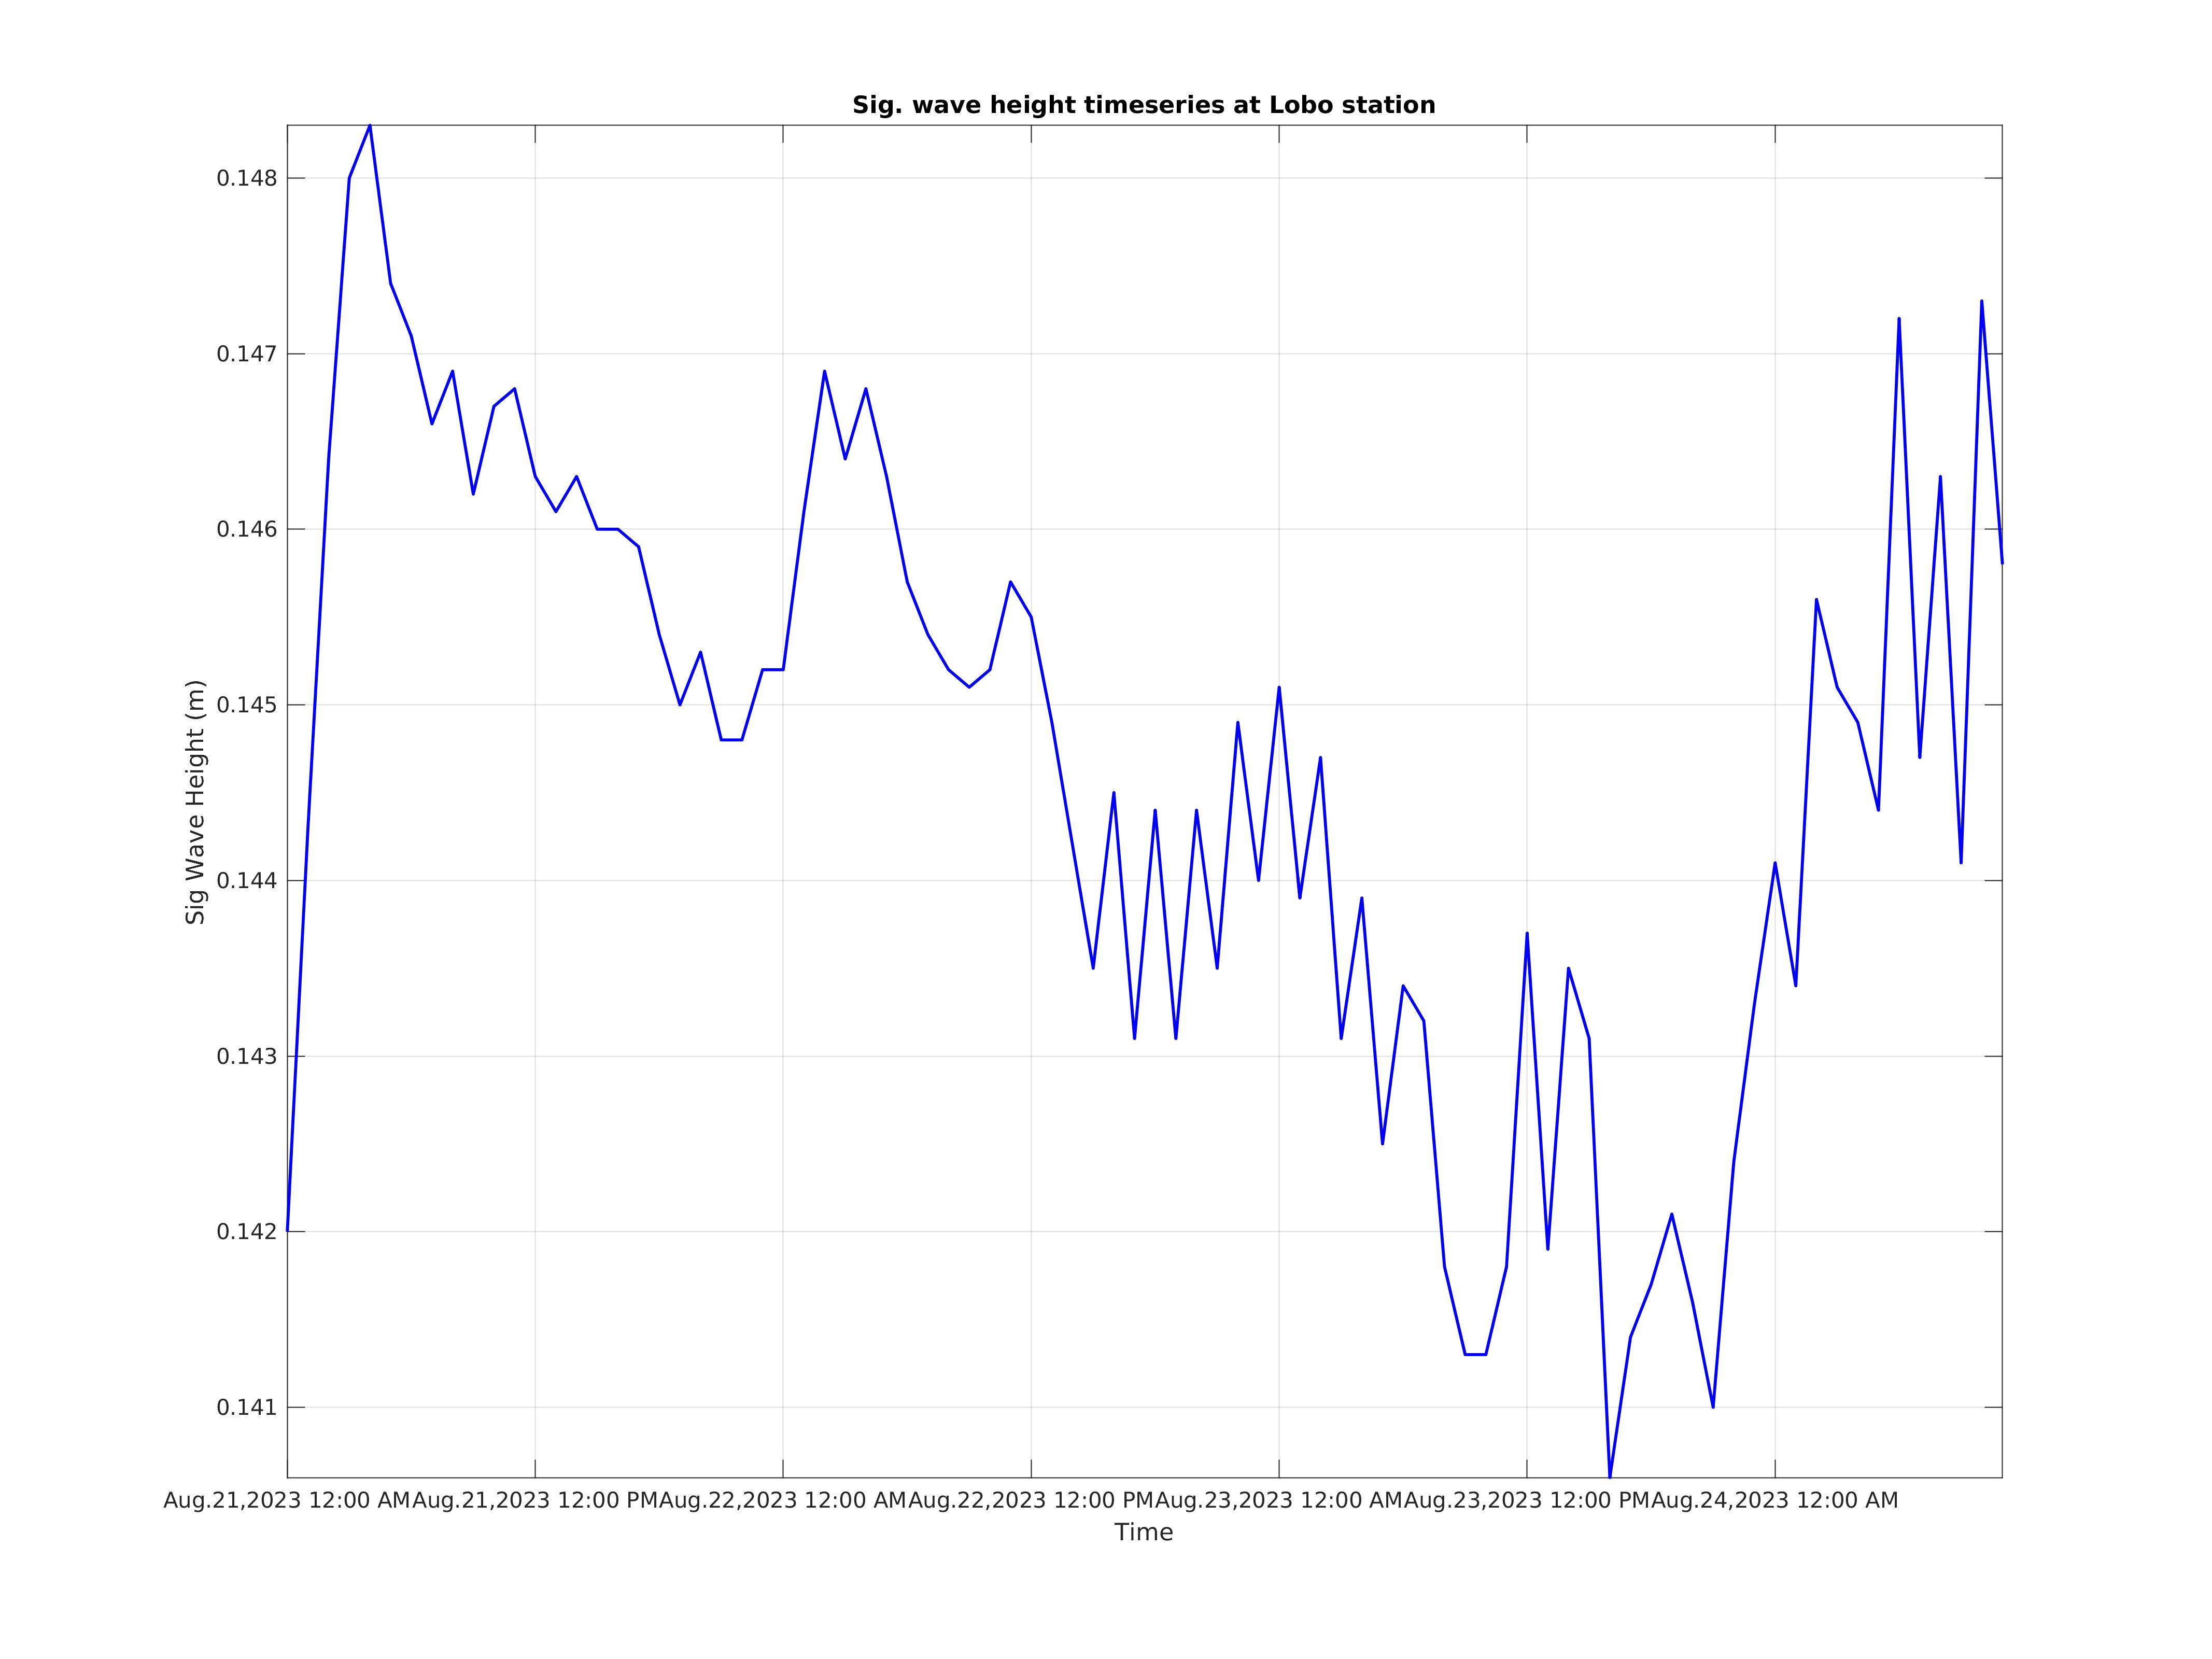 Sig. wave height timeseries at Lobo station
0.148
0.147
0.146
0.145
0.144
0.143
0.142
0.141
Sig Wave Height (m)
Aug.21,2023 12:00 AM Aug.21,2023 12:00 PM Aug.22,2023 12:00 AM Aug.22,2023 12:00 PM Aug.23,2023 12:00 AM Aug.23,2023 12:00 PM Aug.24,2023 12:00 AM
Time